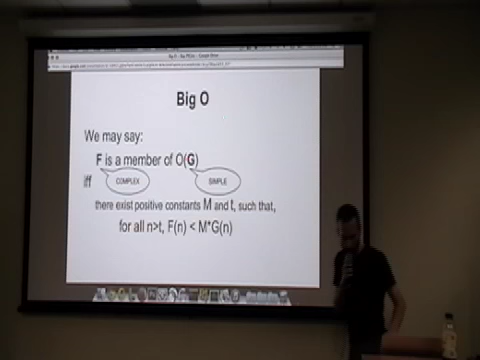 Big O
We may say:
F is a member of O(G)
COMPLEX SIMPLE
iff
there exist positive constants M and t, such that,
for all n>t, F(n) < M*G(n)